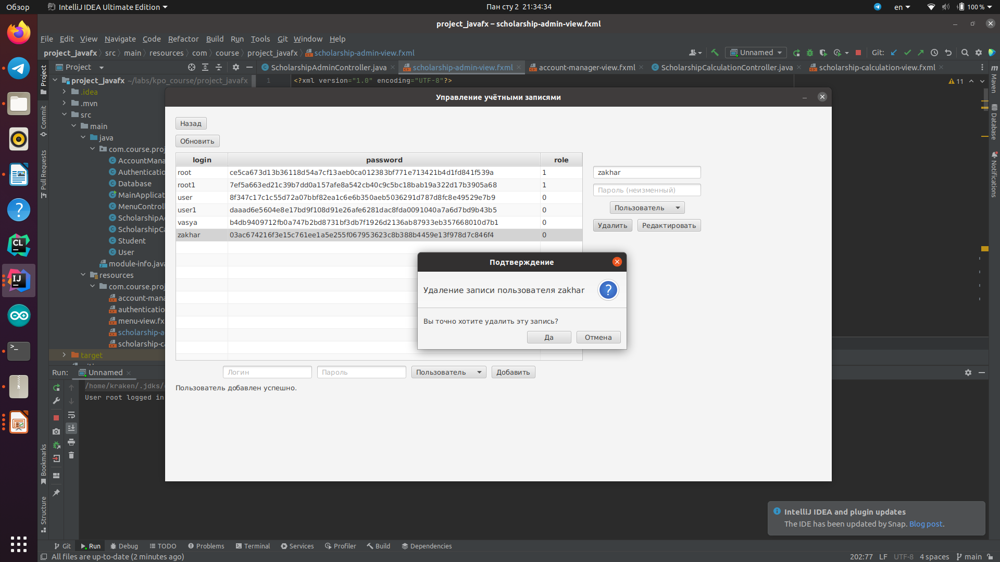 Обзор
IntelliJ IDEA Ultimate Edition
Пан сту 2 21:34:34
en
100 %
project_javafx – scholarship-admin-view.fxml
File Edit View Navigate Code Refactor Build Run Tools Git Window Help
project_javafx src main resources com course project_javafx scholarship-admin-view.fxml
Unnamed
Git:
Project
ScholarshipAdminController.java
scholarship-admin-view.fxml
account-manager-view.fxml
ScholarshipCalculationController.java
scholarship-calculation-view.fxml
project_javafx ~/labs/kpo_course/project_javafx
1
<?xml version="1.0" encoding="UTF-8"?>
11
.idea
.mvn
src
main
java
com.course.proj
AccountMana
Authenticatio
Database
MainApplicat
MenuControll
ScholarshipA
ScholarshipCa
Student
User
module-info.java
resources
com.course.proj
account-mana
authenticatio
menu-view.fx
scholarship-a
scholarship-ca
target
Project
Commit
Pull Requests
Bookmarks
Structure
Maven
Database
Notifications
Управление учётными записями
Назад
Обновить
login password role
root ce5ca673d13b36118d54a7cf13aeb0ca012383bf771e713421b4d1fd841f539a 1
root1 7ef5a663ed21c39b7dd0a157afe8a542cb40c9c5bc18bab19a322d17b3905a68 1
user 8f347c17c1c55d72a07bbf82ea1c6e6b350aeb5036291d787d8fc8e49529e7b9 0
user1 daaad6e5604e8e17bd9f108d91e26afe6281dac8fda0091040a7a6d7bd9b43b5 0
vasya b4db9409712fb0a747b2bd8731bf3db7f1926d2136ab87933eb357668010d7b1 0
zakhar 03ac674216f3e15c761ee1a5e255f067953623c8b388b4459e13f978d7c846f4 0
zakhar
Пароль (неизменный)
Пользователь
Удалить Редактировать
Подтверждение
Удаление записи пользователя zakhar
Вы точно хотите удалить эту запись?
Да Отмена
Логин Пароль Пользователь Добавить
Пользователь добавлен успешно.
Run: Unnamed
/home/kraken/.jdks/
User root logged in
IntelliJ IDEA and plugin updates
The IDE has been updated by Snap. Blog post.
Git Run Debug TODO Problems Terminal Services Profiler Build Dependencies
All files are up-to-date (2 minutes ago)
202:77 LF UTF-8 4 spaces main